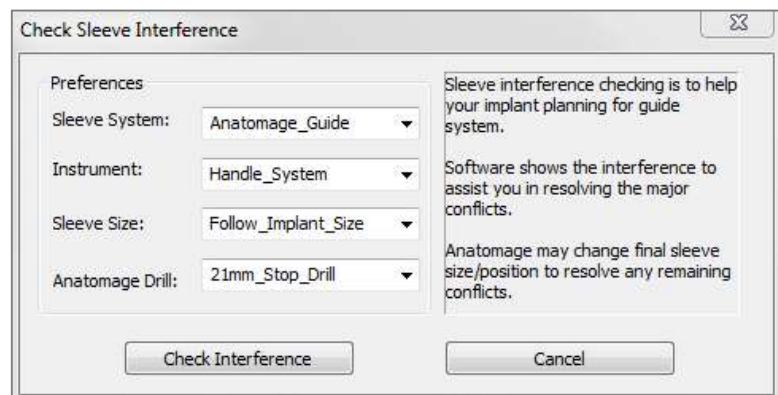 Check Sleeve Interference
Preferences
Sleeve System:
Anatomage_Guide
Instrument:
Handle_System
Sleeve Size:
Follow_Implant_Size
Anatomage Drill:
21mm_Stop_Drill
Sleeve interference checking is to help
your implant planning for guide
system.
Software shows the interference to
assist you in resolving the major
conflicts.
Anatomage may change final sleeve
size/position to resolve any remaining
conflicts.
Check Interference
Cancel